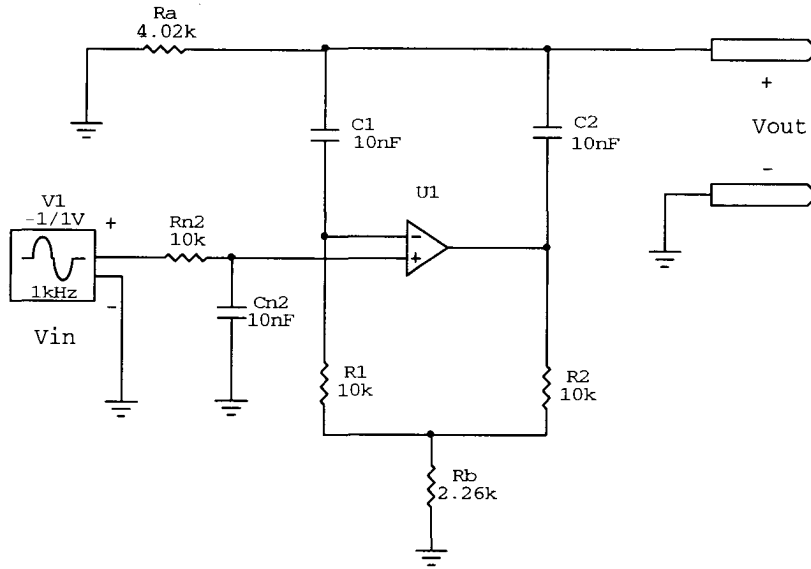 Ra
4.02k
+
C1
10nF
C2
10nF
Vout
-
V1
-1/1V
+
U1
Rn2
10k
-
+
1kHz
-
Cn2
10nF
Vin
R1
10k
R2
10k
Rb
2.26k